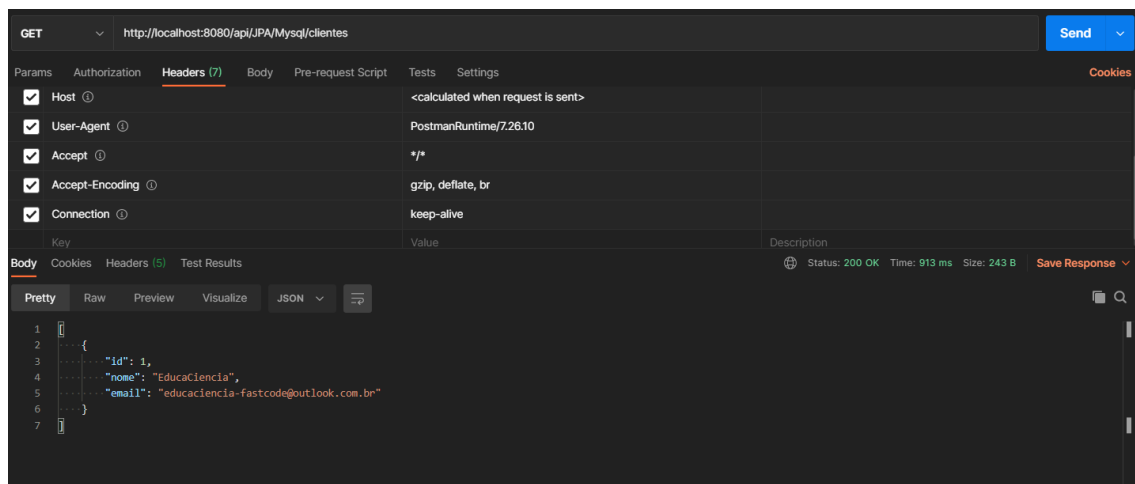 GET http://localhost:8080/api/JPA/Mysql/clientes Send
Params Authorization Headers (7) Body Pre-request Script Tests Settings Cookies
Host <calculated when request is sent>
User-Agent PostmanRuntime/7.26.10
Accept */*
Accept-Encoding gzip, deflate, br
Connection keep-alive
Key Value Description
Body Cookies Headers (5) Test Results Status: 200 OK Time: 913 ms Size: 243 B Save Response
Pretty Raw Preview Visualize JSON
1 [
2 {
3 "id": 1,
4 "nome": "EducaCiencia",
5 "email": "educaciencia-fastcode@outlook.com.br"
6 }
7 ]